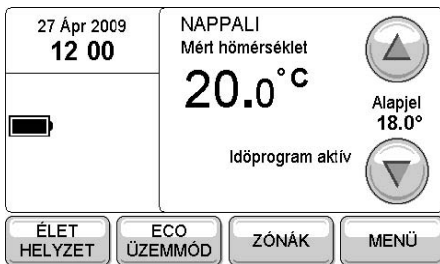 27 Ápr 2009
12 00
NAPPALI
Mért hömérséklet
20.0°C
Alapjel
18.0°
Idöprogram aktív
ÉLET
HELYZET
ECO
ÜZEMMÓD
ZÓNÁK
MENÜ